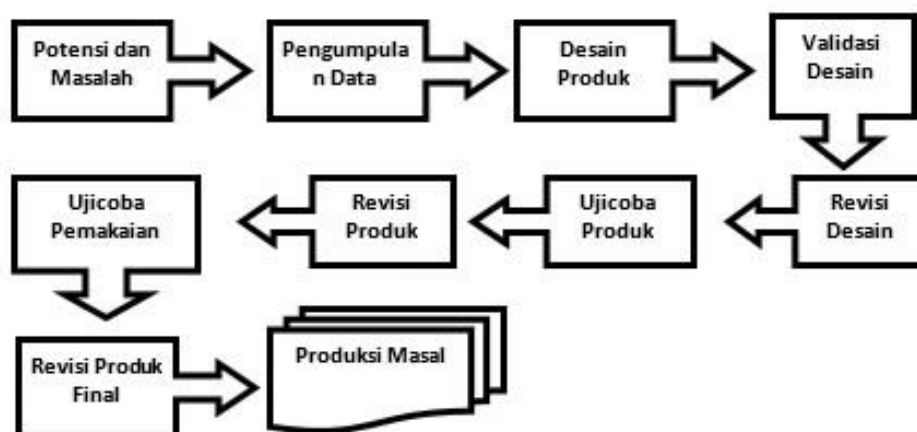 Potensi dan
Masalah
Pengumpula
n Data
Desain
Produk
Validasi
Desain
Revisi
Desain
Ujicoba
Produk
Revisi
Produk
Ujicoba
Pemakaian
Revisi Produk
Final
Produksi Masal